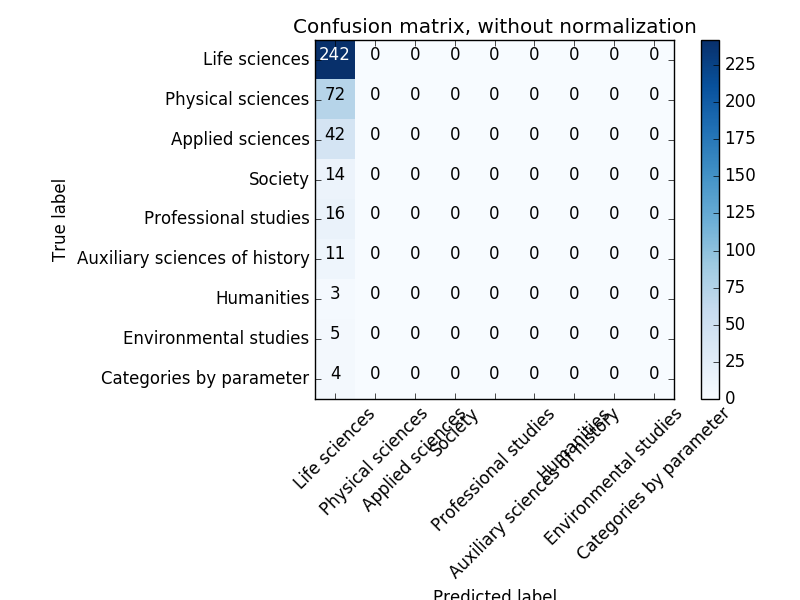 Confusion matrix, without normalization
Life sciences 242 0 0 0 0 0 0 0 0
Physical sciences 72 0 0 0 0 0 0 0 0
Applied sciences 42 0 0 0 0 0 0 0 0
Society 14 0 0 0 0 0 0 0 0
Professional studies 16 0 0 0 0 0 0 0 0
Auxiliary sciences of history 11 0 0 0 0 0 0 0 0
Humanities 3 0 0 0 0 0 0 0 0
Environmental studies 5 0 0 0 0 0 0 0 0
Categories by parameter 4 0 0 0 0 0 0 0 0
True label
225
200
175
150
125
100
75
50
25
0
Life sciences
Physical sciences
Applied sciences
Society
Professional studies
Auxiliary sciences of history
Humanities
Environmental studies
Categories by parameter
Predicted label